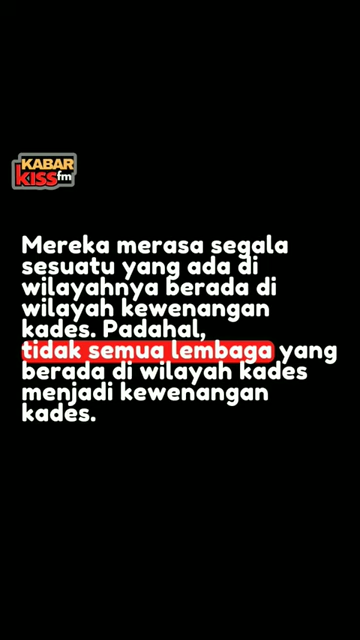 KABAR
KISS fm
Mereka merasa segala
sesuatu yang ada di
wilayahnya berada di
wilayah kewenangan
kades. Padahal,
tidak semua lembaga yang
berada di wilayah kades
menjadi kewenangan
kades.